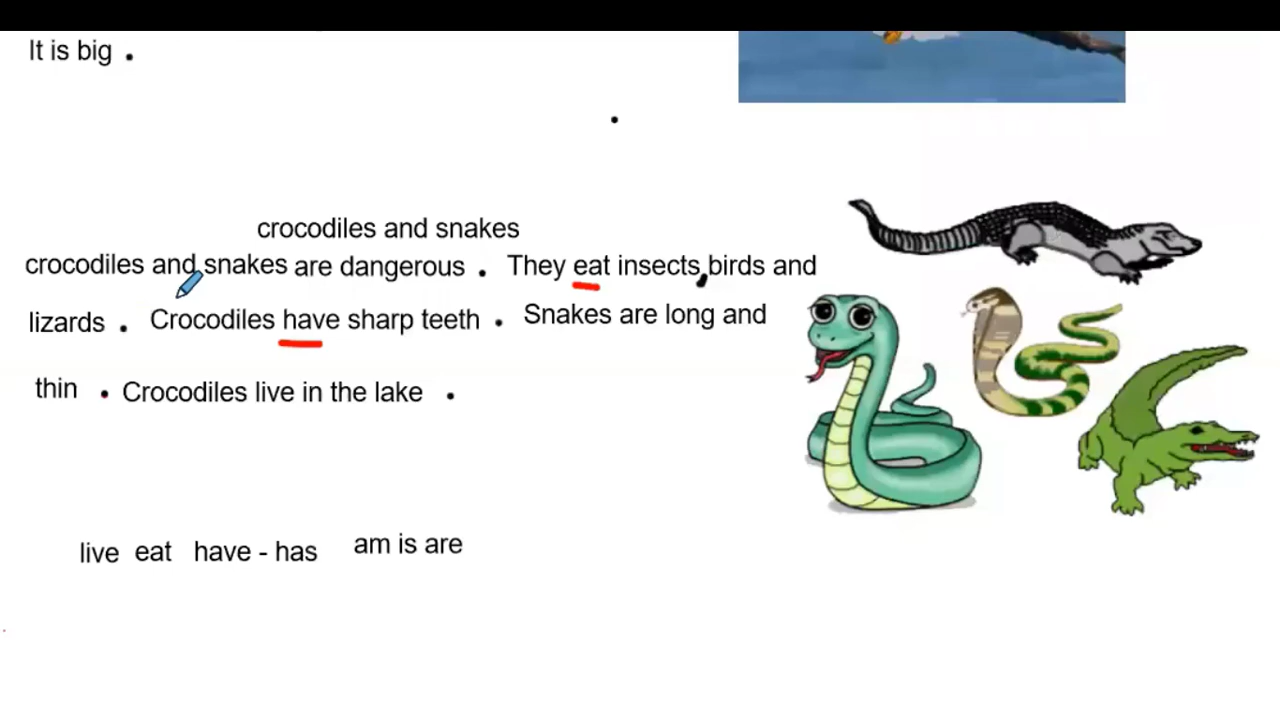 It is big .
.
crocodiles and snakes
crocodiles and snakes are dangerous . They eat insects, birds and
lizards . Crocodiles have sharp teeth . Snakes are long and
thin . Crocodiles live in the lake .
live eat have - has am is are